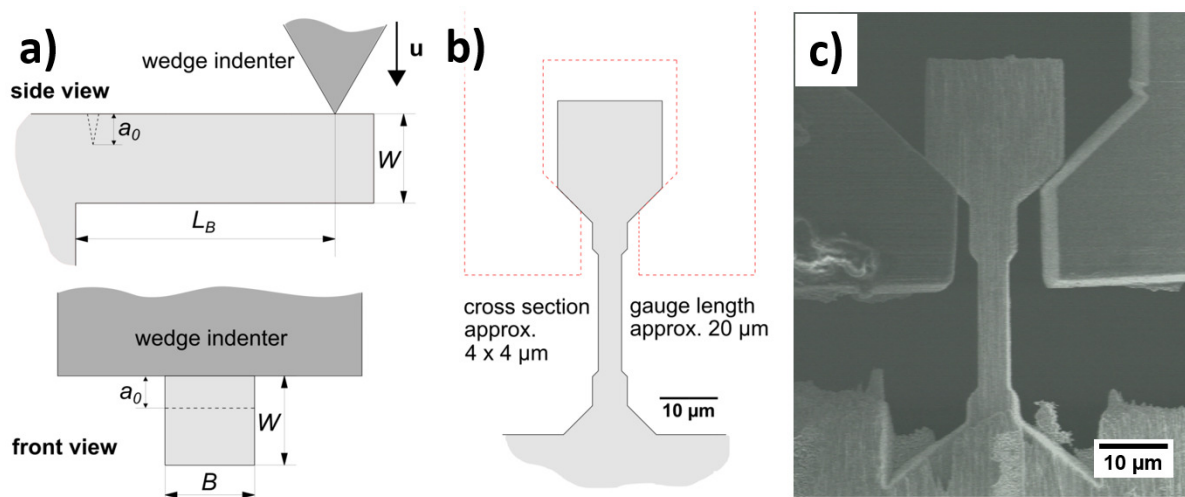 a)
wedge indenter
u
side view
a0
W
LB
wedge indenter
a0
W
front view
B
b)
cross section
approx.
4 x 4 µm
gauge length
approx. 20 µm
10 µm
c)
10 µm